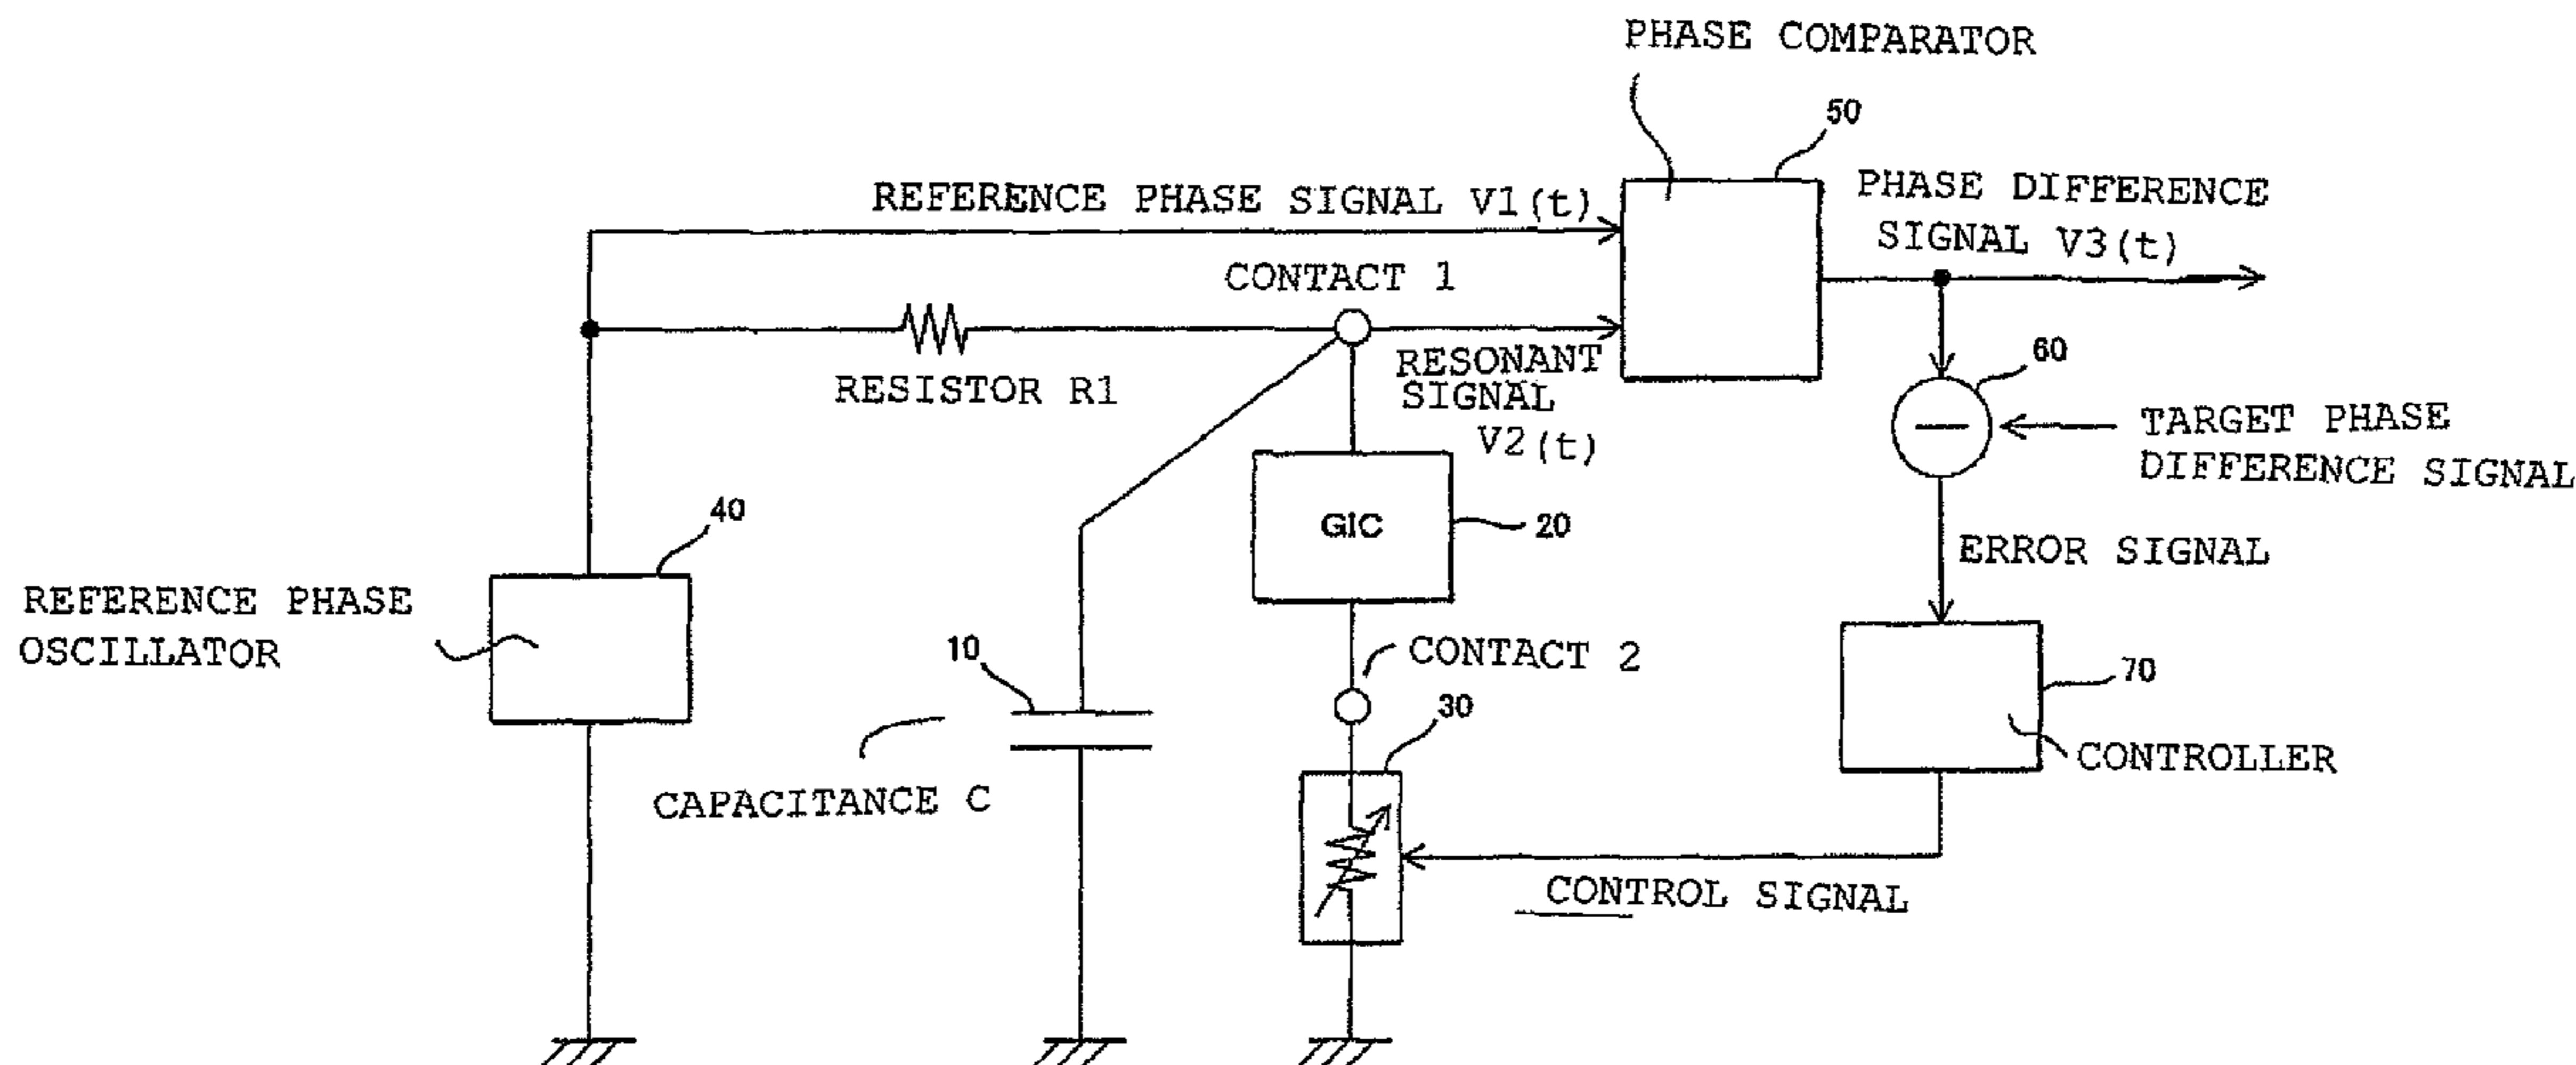 PHASE COMPARATOR
50
REFERENCE PHASE SIGNAL V1(t)
PHASE DIFFERENCE
SIGNAL V3(t)
CONTACT 1
RESISTOR R1
RESONANT
SIGNAL
V2(t)
60
TARGET PHASE
DIFFERENCE SIGNAL
40
GIC
20
ERROR SIGNAL
REFERENCE PHASE
OSCILLATOR
10
CONTACT 2
30
70
CONTROLLER
CAPACITANCE C
CONTROL SIGNAL